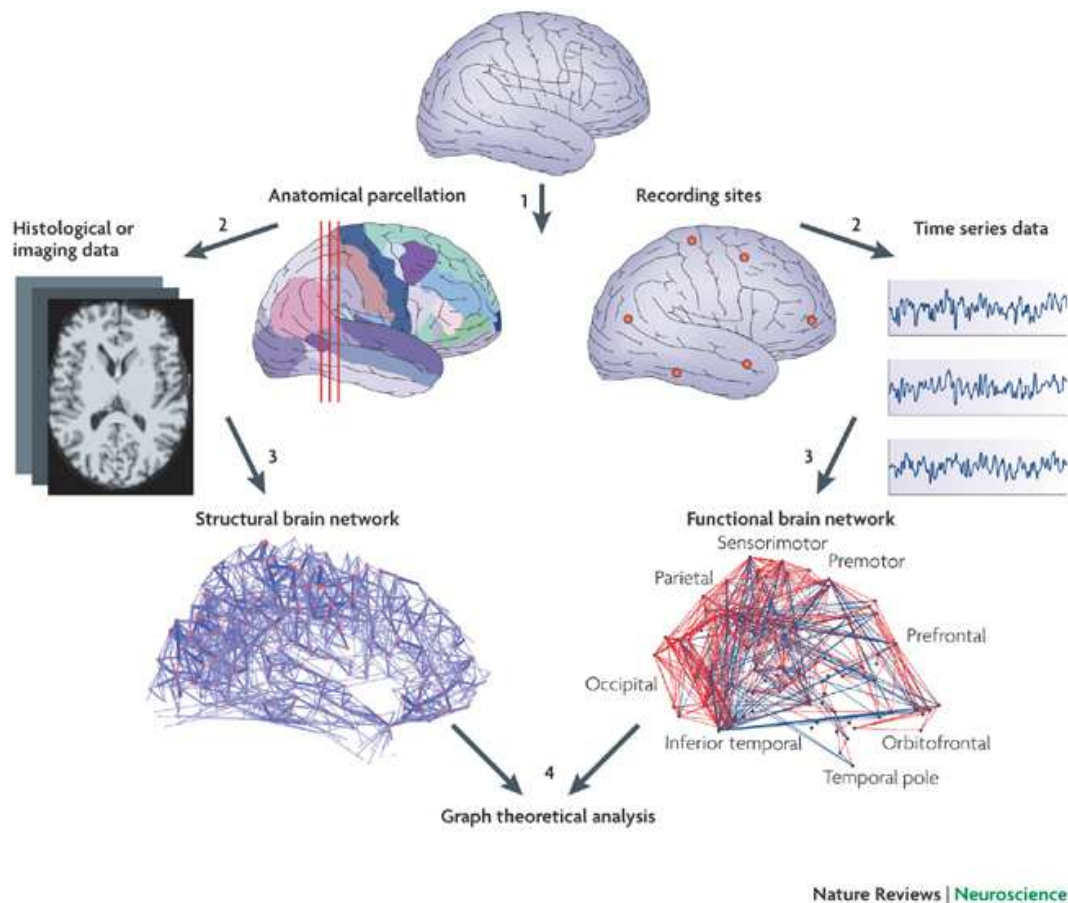 Anatomical parcellation
1
Recording sites
Histological or
imaging data
2
2
Time series data
3
3
Structural brain network
Functional brain network
Sensorimotor
Premotor
Parietal
Prefrontal
Occipital
Inferior temporal
Orbitofrontal
Temporal pole
4
Graph theoretical analysis
Nature Reviews | Neuroscience